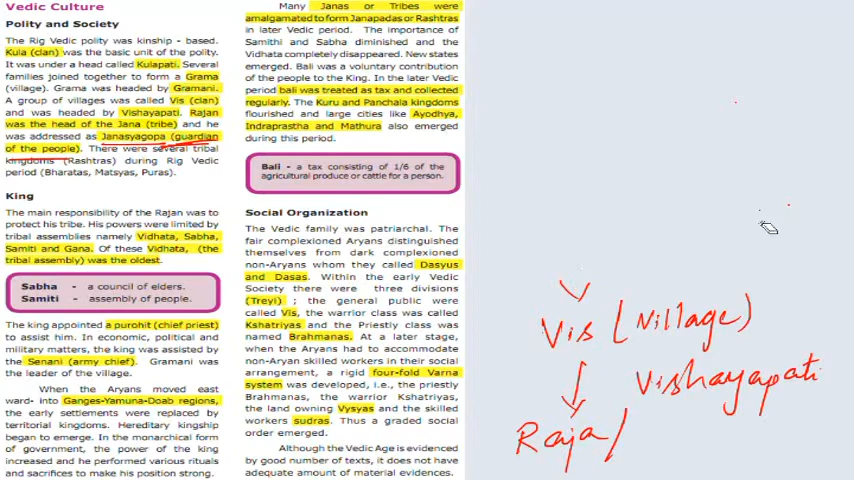 Vedic Culture
Polity and Society
The Rig Vedic polity was kinship - based.
Kula (clan) was the basic unit of the polity.
It was under a head called Kulapati. Several
families joined together to form a Grama
(village). Grama was headed by Gramani.
A group of villages was called Vis (clan)
and was headed by Vishayapati. Rajan
was the head of the Jana (tribe) and he
was addressed as Janasyagopa (guardian
of the people). There were several tribal
kingdoms (Rashtras) during Rig Vedic
period (Bharatas, Matsyas, Puras).
King
The main responsibility of the Rajan was to
protect his tribe. His powers were limited by
tribal assemblies namely Vidhata, Sabha,
Samiti and Gana. Of these Vidhata, (the
tribal assembly) was the oldest.
Sabha - a council of elders.
Samiti - assembly of people.
The king appointed a purohit (chief priest)
to assist him. In economic, political and
military matters, the king was assisted by
the Senani (army chief). Gramani was
the leader of the village.
When the Aryans moved east
ward- into Ganges-Yamuna-Doab regions,
the early settlements were replaced by
territorial kingdoms. Hereditary kingship
began to emerge. In the monarchical form
of government, the power of the king
increased and he performed various rituals
and sacrifices to make his position strong.
Many Janas or Tribes were
amalgamated to form Janapadas or Rashtras
in later Vedic period. The importance of
Samithi and Sabha diminished and the
Vidhata completely disappeared. New states
emerged. Bali was a voluntary contribution
of the people to the King. In the later Vedic
period bali was treated as tax and collected
regularly. The Kuru and Panchala kingdoms
flourished and large cities like Ayodhya,
Indraprastha and Mathura also emerged
during this period.
Bali - a tax consisting of 1/6 of the
agricultural produce or cattle for a person.
Social Organization
The Vedic family was patriarchal. The
fair complexioned Aryans distinguished
themselves from dark complexioned
non-Aryans whom they called Dasyus
and Dasas. Within the early Vedic
Society there were three divisions
(Treyi) ; the general public were
called Vis, the warrior class was called
Kshatriyas and the Priestly class was
named Brahmanas. At a later stage,
when the Aryans had to accommodate
non-Aryan skilled workers in their social
arrangement, a rigid four-fold Varna
system was developed, i.e., the priestly
Brahmanas, the warrior Kshatriyas,
the land owning Vysyas and the skilled
workers sudras. Thus a graded social
order emerged.
Although the Vedic Age is evidenced
by good number of texts, it does not have
adequate amount of material evidences.
Vis (village)
Vishayapati
Raja/